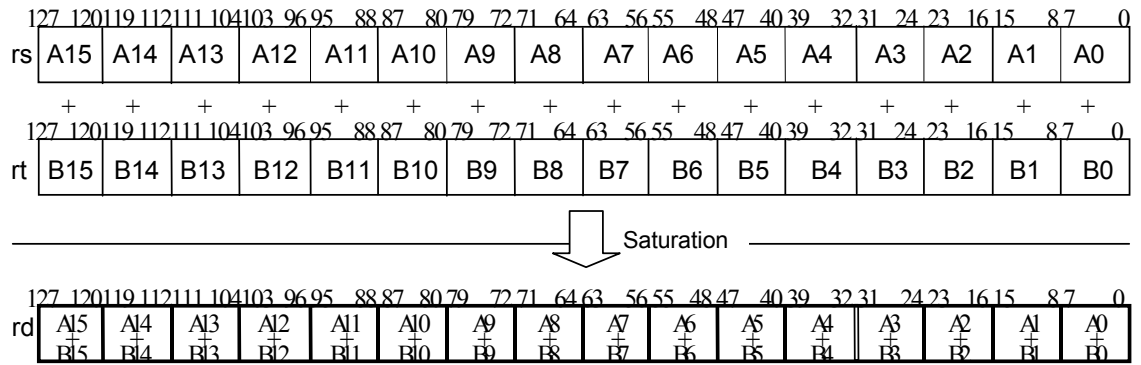 127 120 119 112 111 104 103 96 95 88 87 80 79 72 71 64 63 56 55 48 47 40 39 32 31 24 23 16 15 8 7 0
rs A15 A14 A13 A12 A11 A10 A9 A8 A7 A6 A5 A4 A3 A2 A1 A0
+ + + + + + + + + + + + + + + +
127 120 119 112 111 104 103 96 95 88 87 80 79 72 71 64 63 56 55 48 47 40 39 32 31 24 23 16 15 8 7 0
rt B15 B14 B13 B12 B11 B10 B9 B8 B7 B6 B5 B4 B3 B2 B1 B0
Saturation
127 120 119 112 111 104 103 96 95 88 87 80 79 72 71 64 63 56 55 48 47 40 39 32 31 24 23 16 15 8 7 0
rd A15 A14 A13 A12 A11 A10 A9 A8 A7 A6 A5 A4 A3 A2 A1 A0
+ + + + + + + + + + + + + + + +
B15 B14 B13 B12 B11 B10 B9 B8 B7 B6 B5 B4 B3 B2 B1 B0